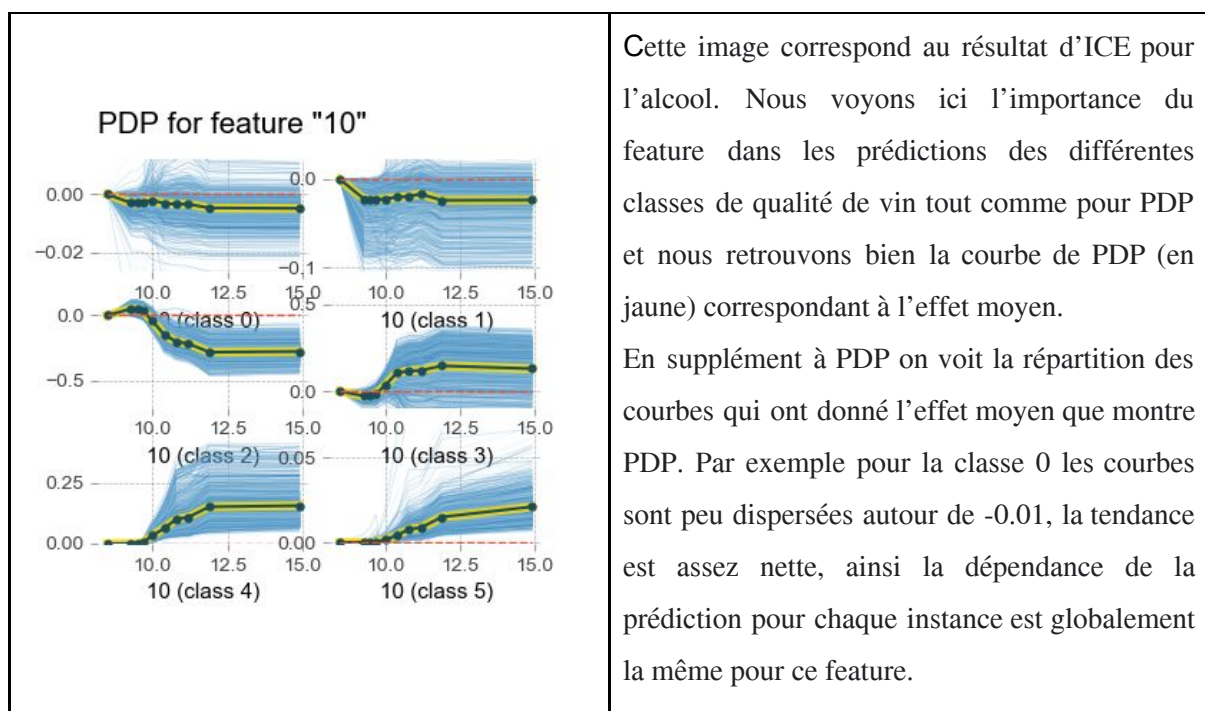 PDP for feature "10"
0.00
−0.02
0.0
−0.1
10.0 12.5 15.0
10.0 12.5 15.0
10 (class 0)
10 (class 1)
0.0
−0.5
0.5
0.0
10.0 12.5 15.0
10.0 12.5 15.0
10 (class 2)
10 (class 3)
0.25
0.00
0.05
0.00
10.0 12.5 15.0
10.0 12.5 15.0
10 (class 4)
10 (class 5)
Cette image correspond au résultat d’ICE pour
l’alcool. Nous voyons ici l’importance du
feature dans les prédictions des différentes
classes de qualité de vin tout comme pour PDP
et nous retrouvons bien la courbe de PDP (en
jaune) correspondant à l’effet moyen.
En supplément à PDP on voit la répartition des
courbes qui ont donné l’effet moyen que montre
PDP. Par exemple pour la classe 0 les courbes
sont peu dispersées autour de -0.01, la tendance
est assez nette, ainsi la dépendance de la
prédiction pour chaque instance est globalement
la même pour ce feature.